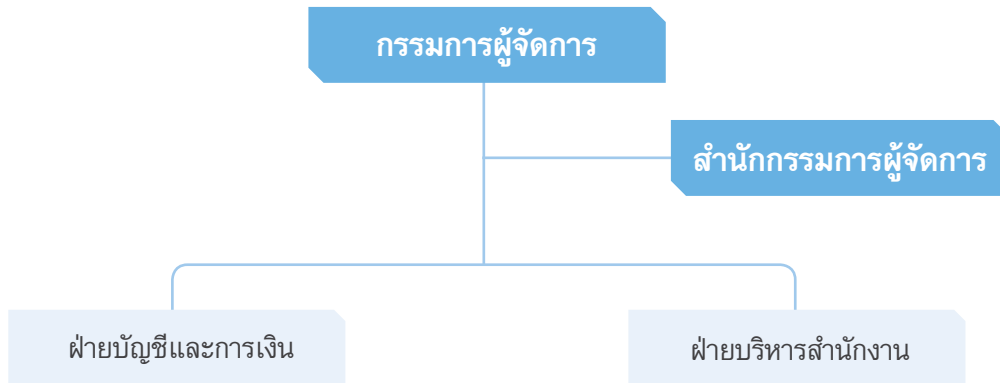 กรรมการผู้จัดการ
สำนักกรรมการผู้จัดการ
ฝ่ายบัญชีและการเงิน
ฝ่ายบริหารสำนักงาน